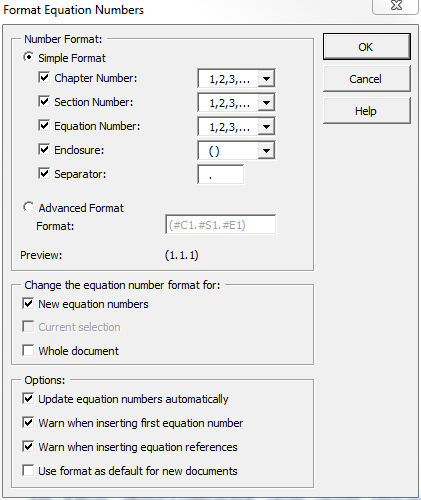 Format Equation Numbers
Number Format:
Simple Format
Chapter Number: 1,2,3,...
Section Number: 1,2,3,...
Equation Number: 1,2,3,...
Enclosure: ( )
Separator: .
Advanced Format
Format: (#C1.#S1.#E1)
Preview: (1.1.1)
OK
Cancel
Help
Change the equation number format for:
New equation numbers
Current selection
Whole document
Options:
Update equation numbers automatically
Warn when inserting first equation number
Warn when inserting equation references
Use format as default for new documents